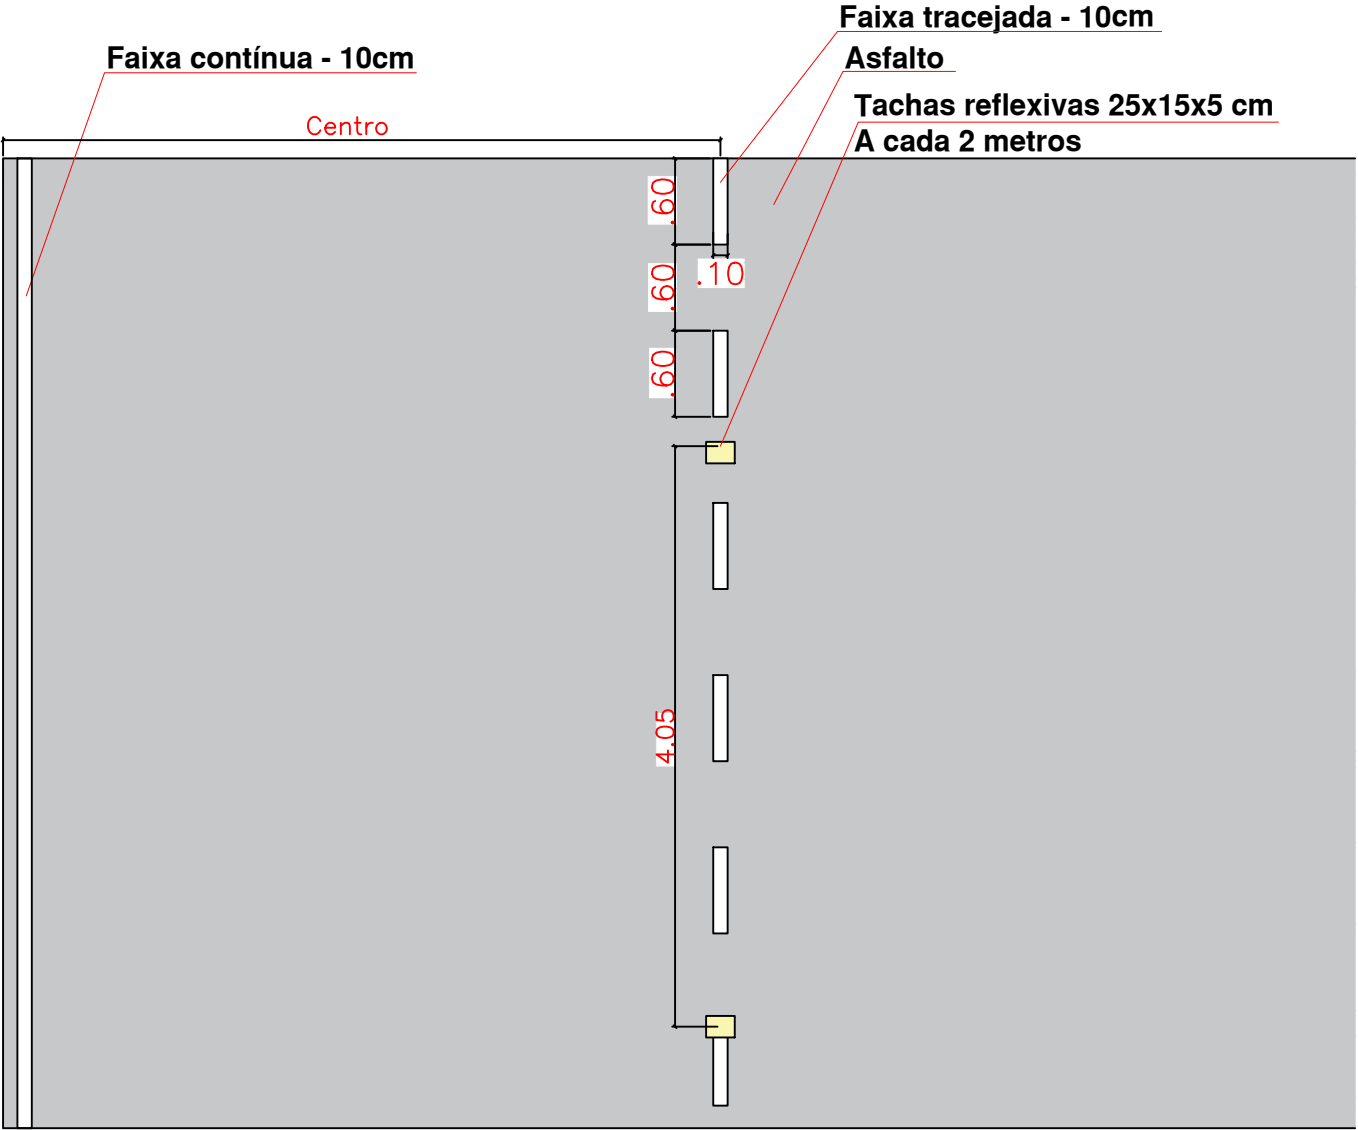 Faixa tracejada - 10cm
Faixa contínua - 10cm
Asfalto
Tachas reflexivas 25x15x5 cm
A cada 2 metros
Centro
.60
.60
.10
.60
4.05